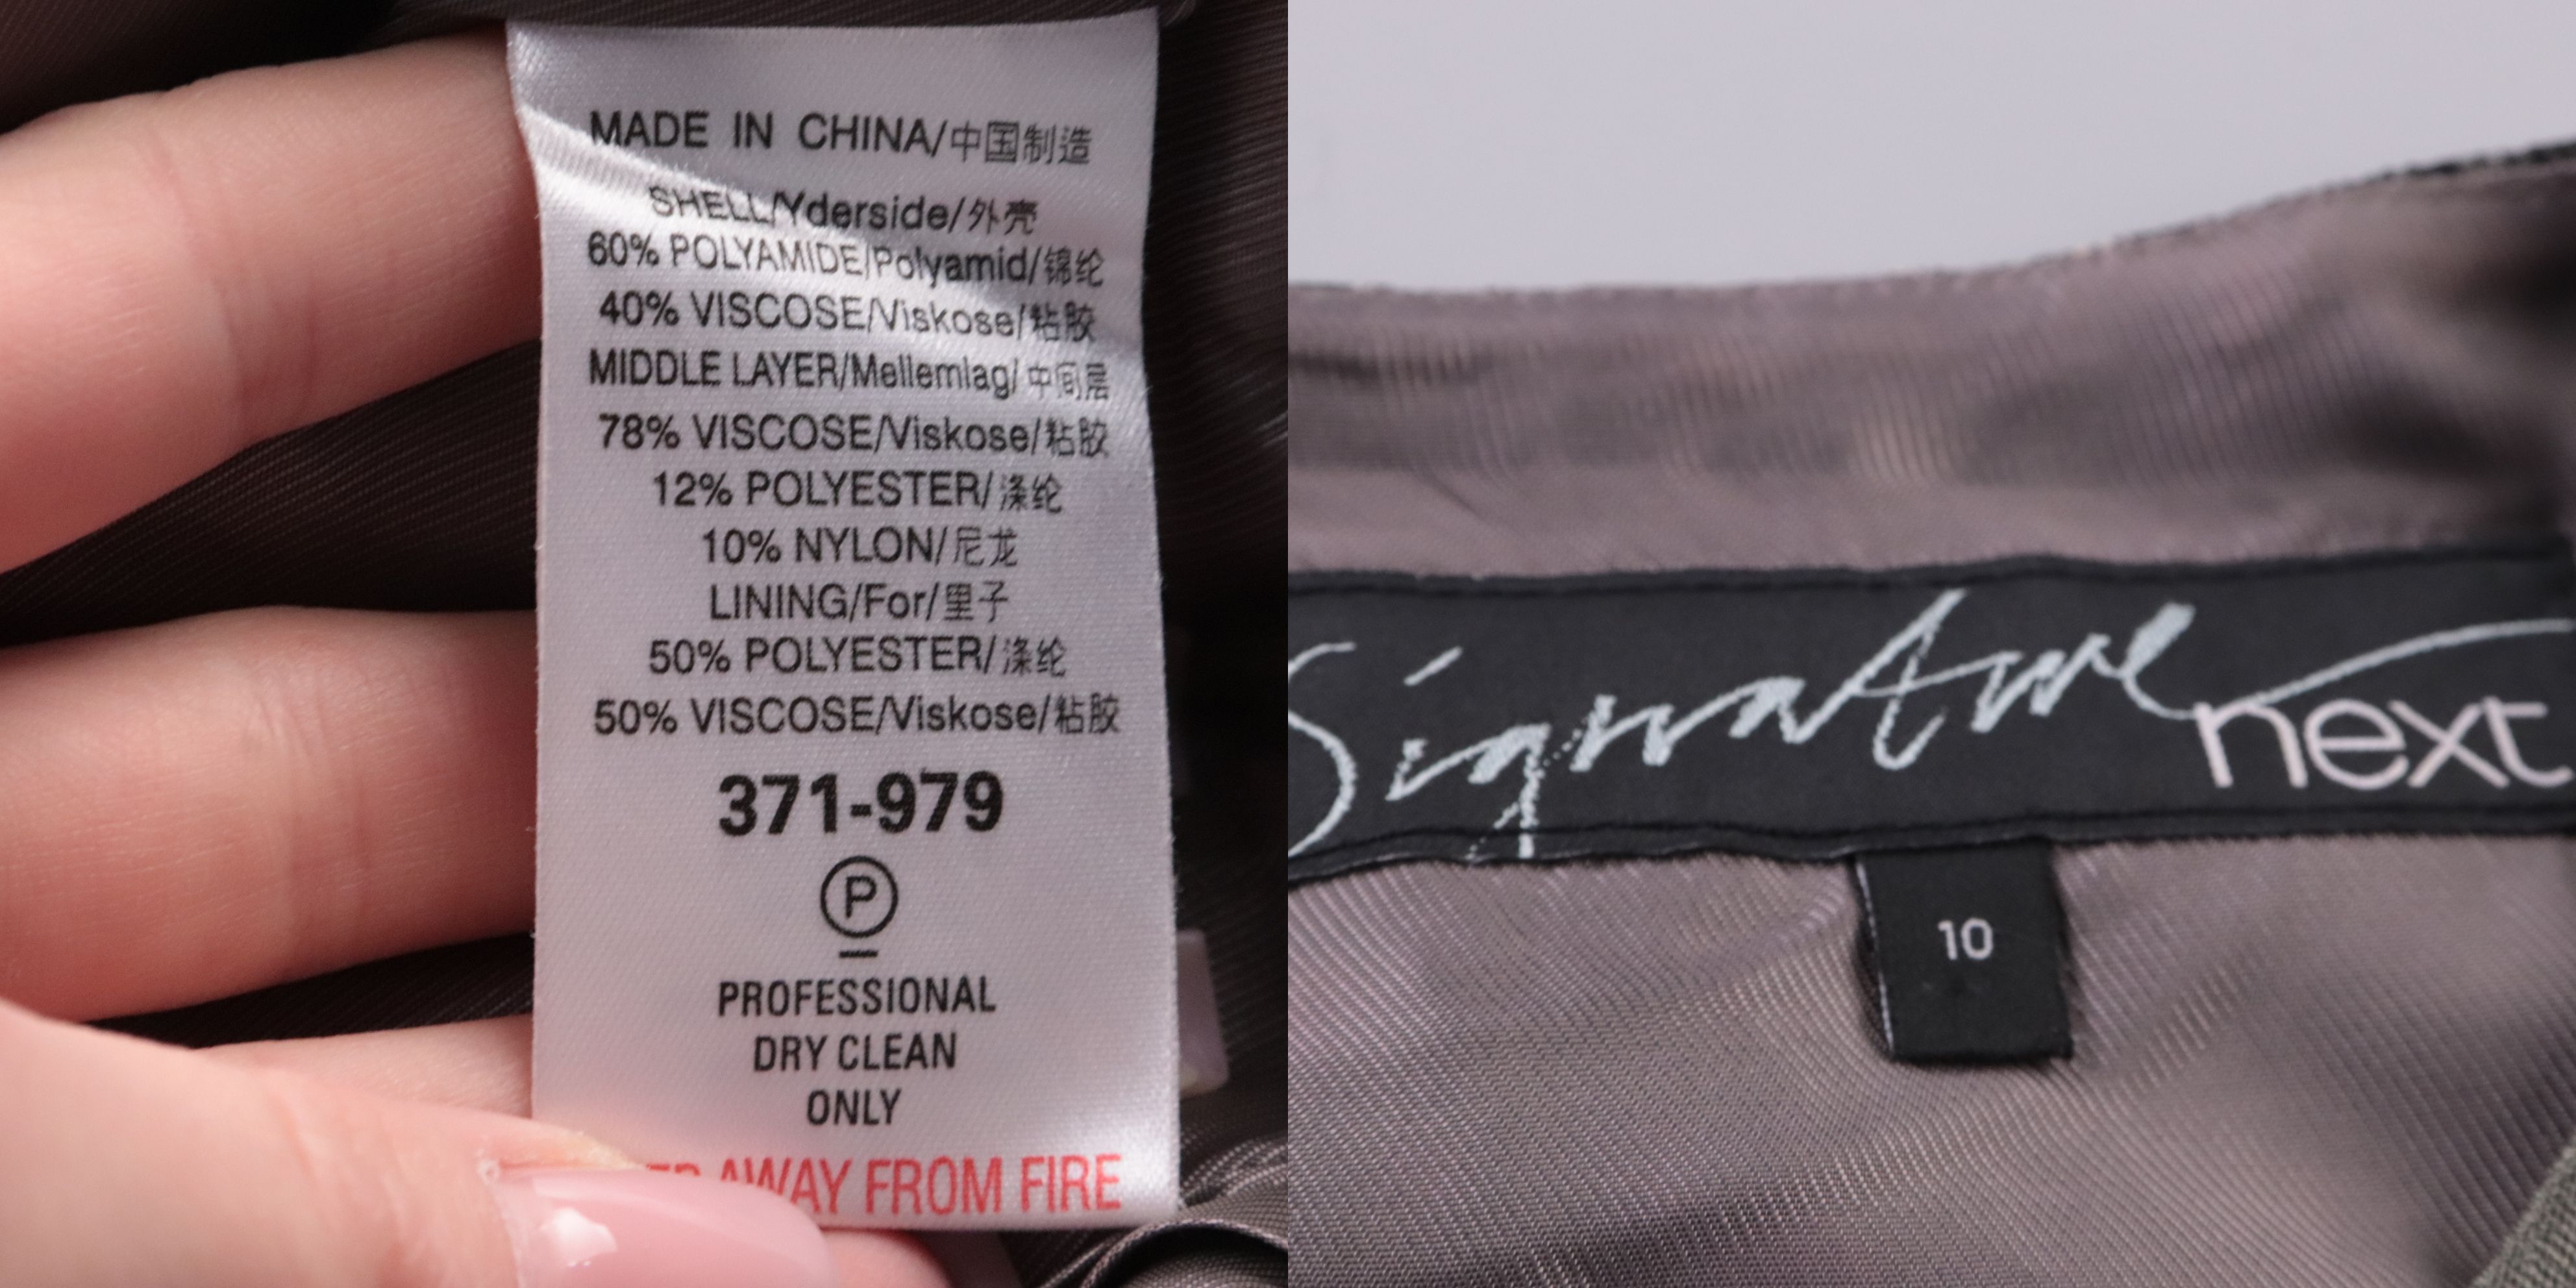 MADE IN CHINA/中国制造
SHELL/Yderside/外壳
60% POLYAMIDE/Polyamid/锦纶
40% VISCOSE/Viskose/粘胶
MIDDLE LAYER/Mellemlag/中间层
78% VISCOSE/Viskose/粘胶
12% POLYESTER/涤纶
10% NYLON/尼龙
LINING/For/里子
50% POLYESTER/涤纶
50% VISCOSE/Viskose/粘胶
371-979
P
PROFESSIONAL
DRY CLEAN
ONLY
AWAY FROM FIRE
Signature
next
10